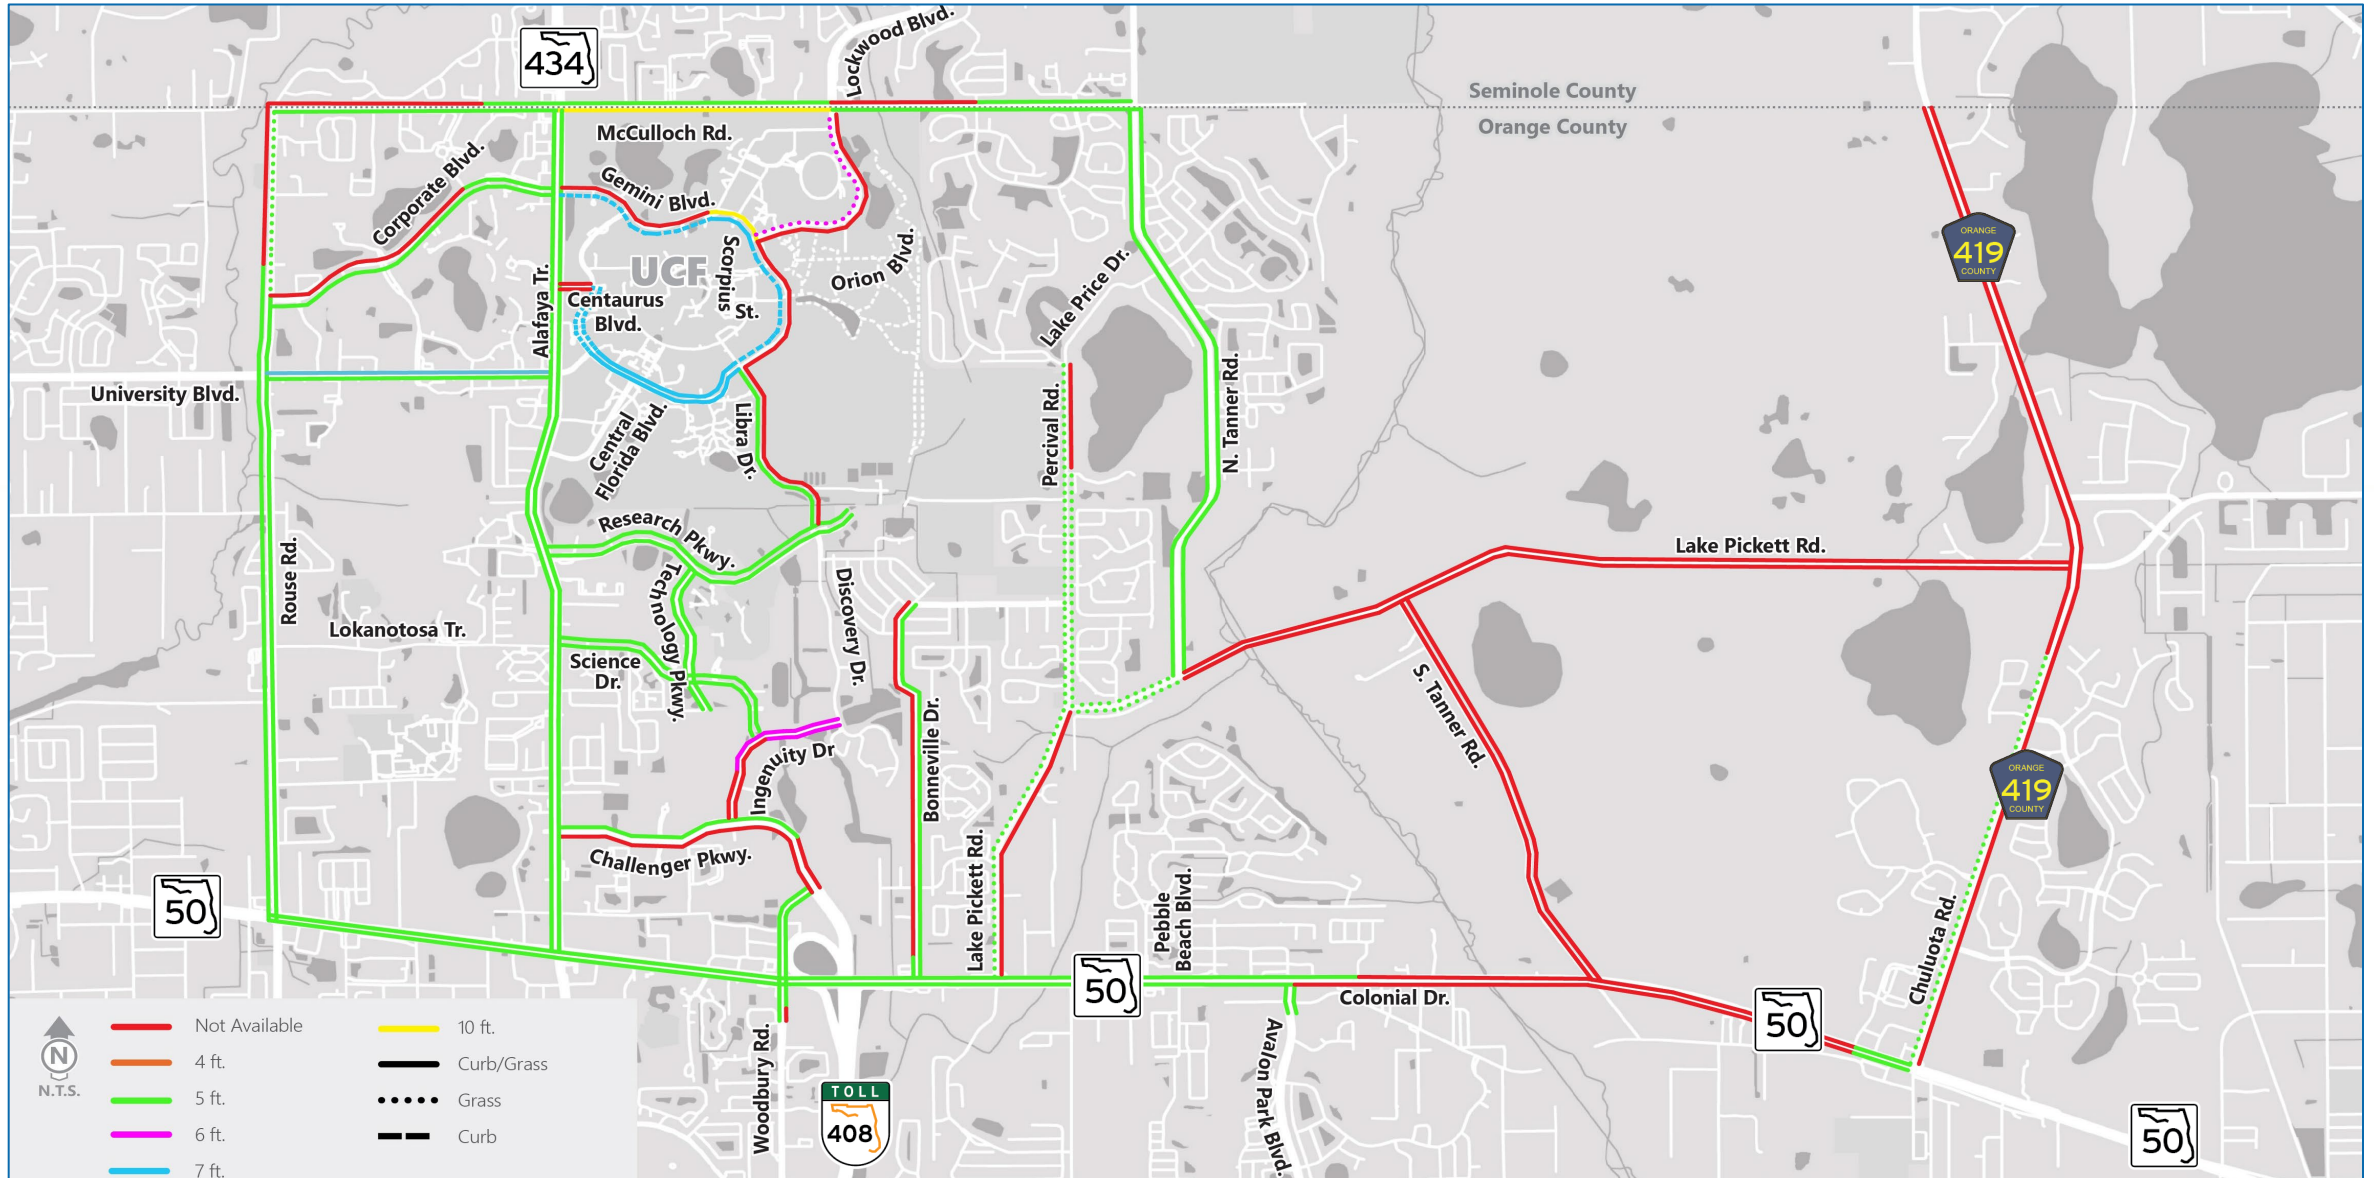 Lockwood Blvd.
434
Seminole County
Orange County
McCulloch Rd.
Corporate Blvd.
Gemini Blvd.
ORANGE
419
COUNTY
Scorpius
St.
UCF
Orion Blvd.
Lake Price Dr.
Alafaya Tr.
Centaurus
Blvd.
University Blvd.
Percival Rd.
N. Tanner Rd.
Central
Florida Blvd.
Libra Dr.
Research Pkwy.
Lake Pickett Rd.
Rouse Rd.
Technology Pkwy.
Discovery Dr.
Lokanotosa Tr.
Science
Dr.
S. Tanner Rd.
Bonneville Dr.
Ingenuity Dr
ORANGE
419
COUNTY
Challenger Pkwy.
Lake Pickett Rd.
Pebble
Beach Blvd.
50
Chuluota Rd.
50
Colonial Dr.
50
Woodbury Rd.
Avalon Park Blvd.
TOLL
408
50
N
N.T.S.
Not Available
4 ft.
5 ft.
6 ft.
7 ft.
10 ft.
Curb/Grass
Grass
Curb